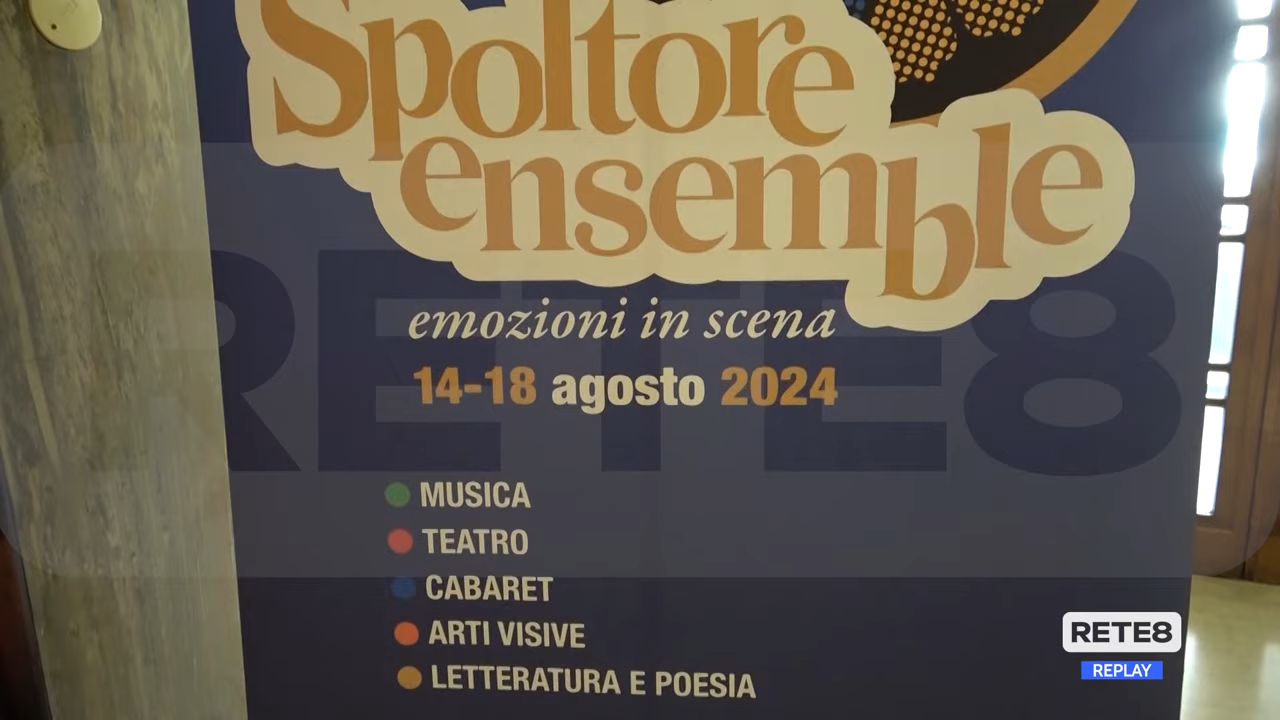 Spoltore
ensemble
emozioni in scena
14-18 agosto 2024
RETE8
MUSICA
TEATRO
CABARET
ARTI VISIVE
LETTERATURA E POESIA
RETE8
REPLAY